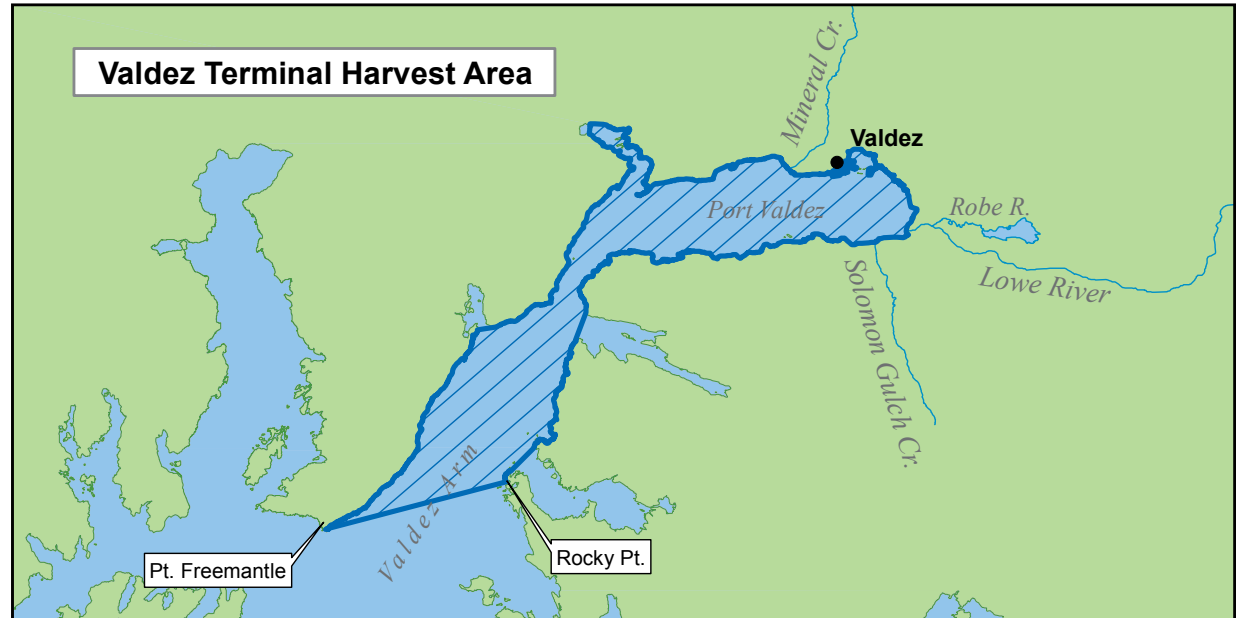 Valdez Terminal Harvest Area
Mineral Cr.
Valdez
Port Valdez
Robe R.
Lowe River
Solomon Gulch Cr.
Valdez Arm
Pt. Freemantle
Rocky Pt.